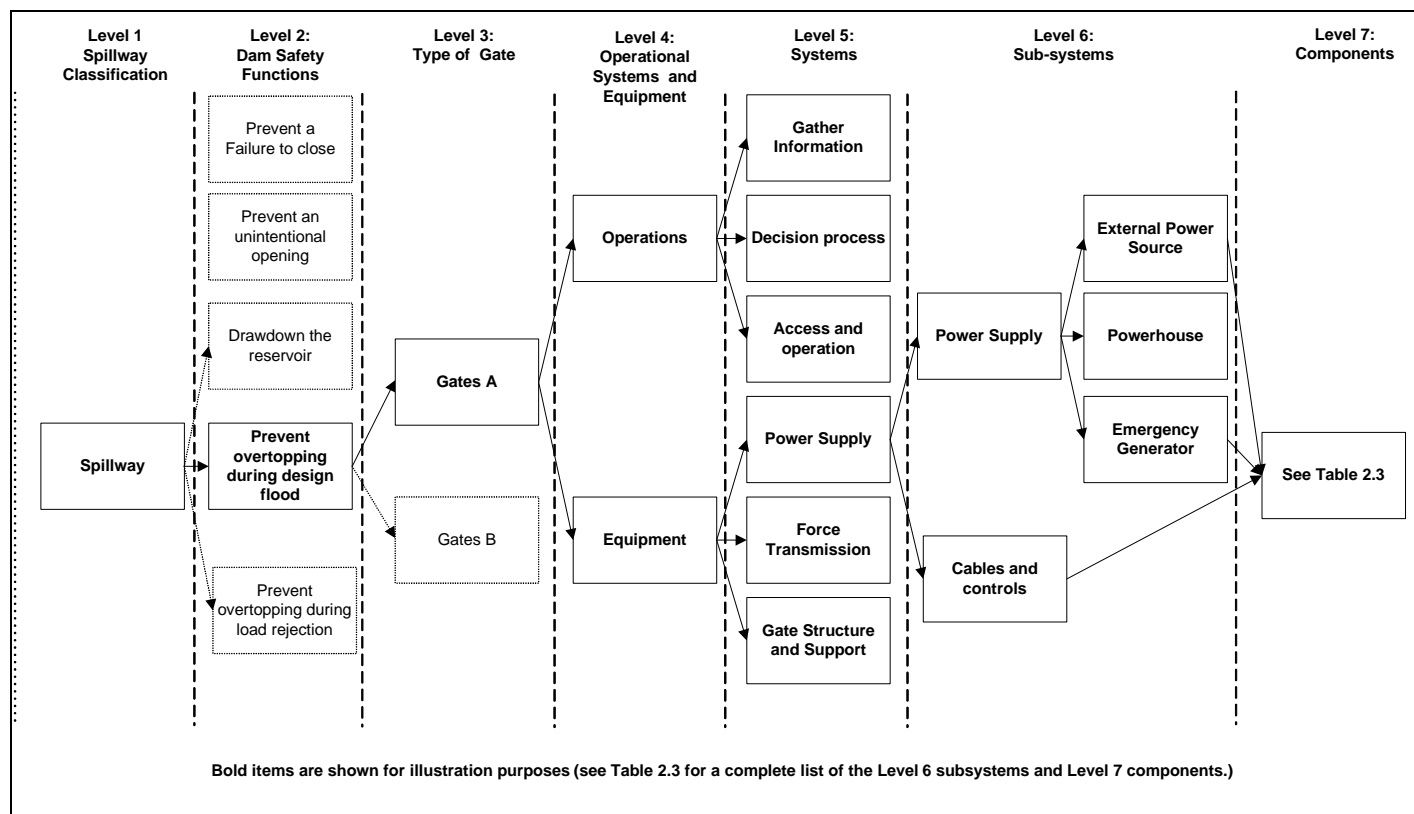 Level 1
Spillway
Classification
Level 2:
Dam Safety
Functions
Level 3:
Type of Gate
Level 4:
Operational
Systems and
Equipment
Level 5:
Systems
Level 6:
Sub-systems
Level 7:
Components
Spillway
Prevent a
Failure to close
Prevent an
unintentional
opening
Drawdown the
reservoir
Prevent
overtopping
during design
flood
Prevent
overtopping during
load rejection
Gates A
Gates B
Operations
Equipment
Gather
Information
Decision process
Access and
operation
Power Supply
Force
Transmission
Gate Structure
and Support
Power Supply
Cables and
controls
External Power
Source
Powerhouse
Emergency
Generator
See Table 2.3
Bold items are shown for illustration purposes (see Table 2.3 for a complete list of the Level 6 subsystems and Level 7 components.)